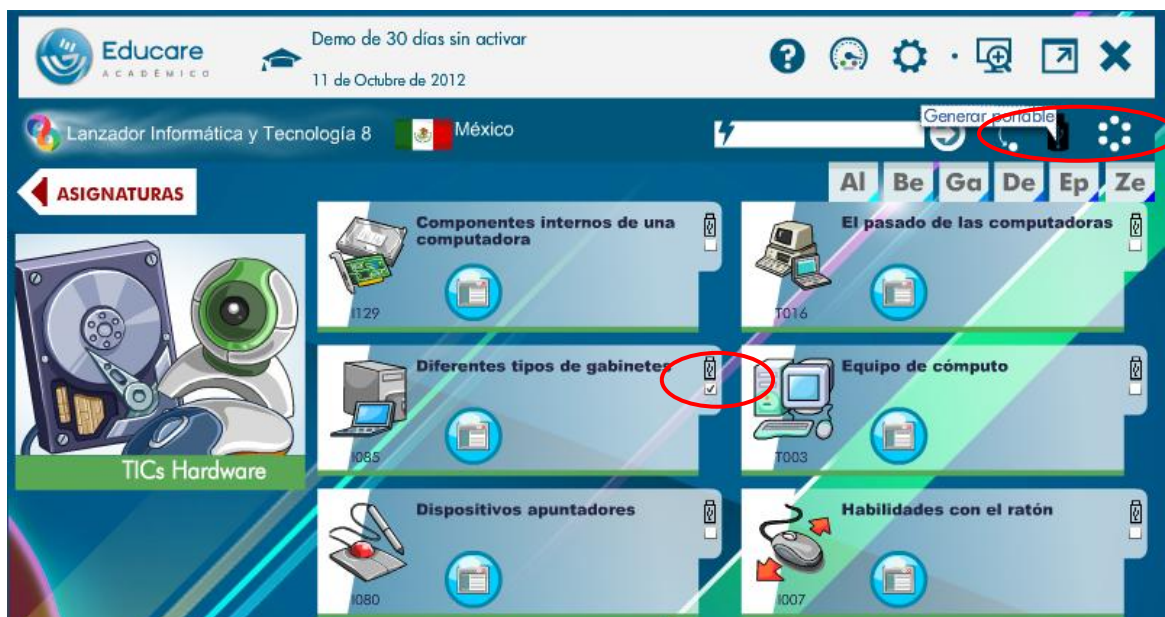 Educare
ACADÉMICO
Demo de 30 días sin activar
11 de Octubre de 2012
Lanzador Informática y Tecnología 8
México
Generar portable
ASIGNATURAS
Al Be Ga De Ep Ze
Componentes internos de una
computadora
I129
El pasado de las computadoras
T016
Diferentes tipos de gabinetes
I085
Equipo de cómputo
T003
TICs Hardware
Dispositivos apuntadores
I080
Habilidades con el ratón
I007